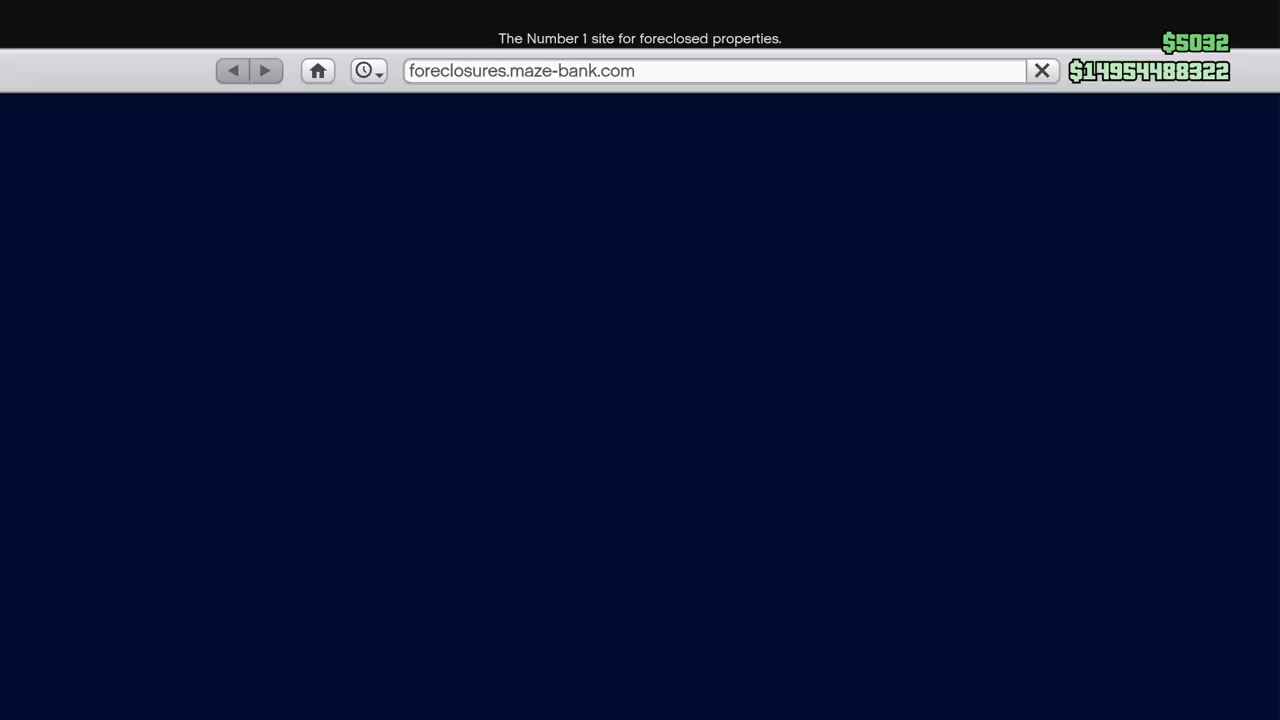 The Number 1 site for foreclosed properties.
$5032
foreclosures.maze-bank.com
$14954488322